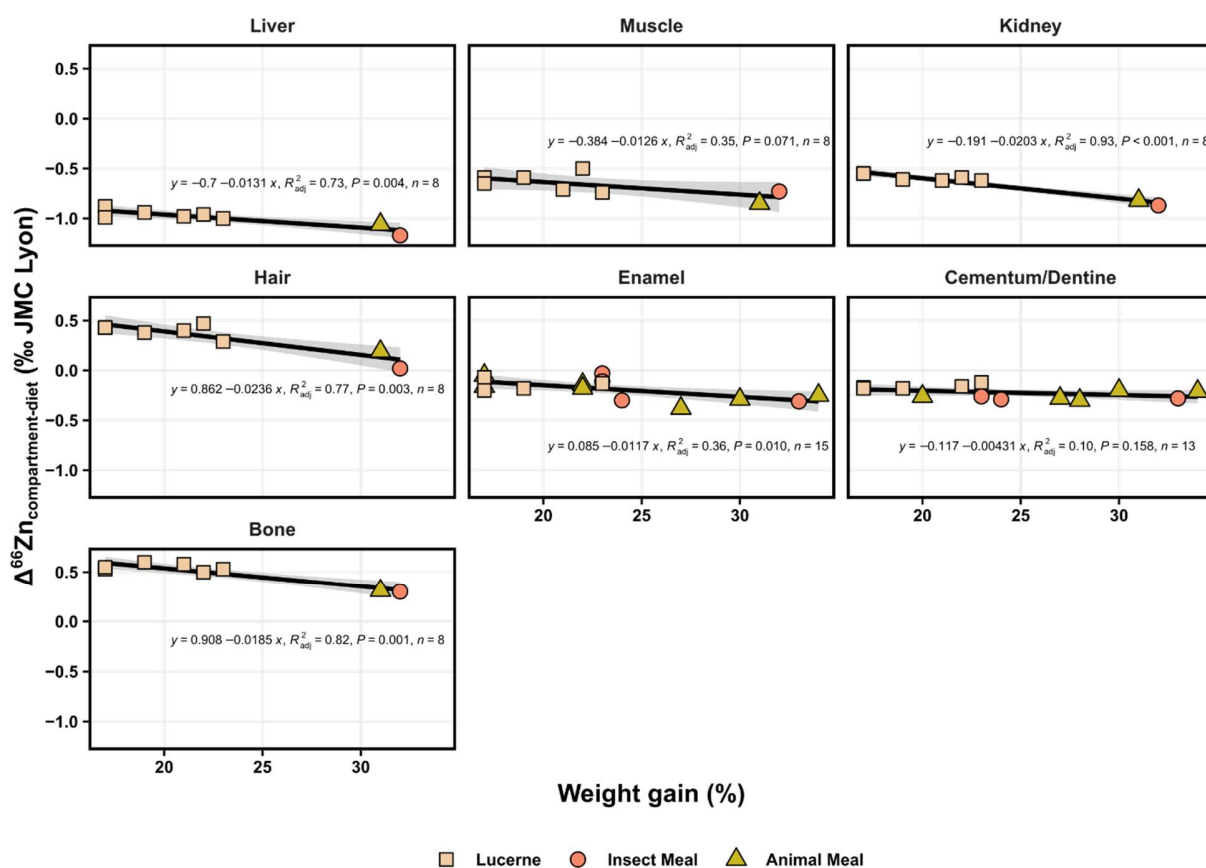 Liver
Muscle
Kidney
0.5
0.0
−0.5
−1.0
y = −0.7 −0.0131 x, R²adj = 0.73, P = 0.004, n = 8
y = −0.384 −0.0126 x, R²adj = 0.35, P = 0.071, n = 8
y = −0.191 −0.0203 x, R²adj = 0.93, P < 0.001, n = 8
Hair
Enamel
Cementum/Dentine
0.5
0.0
−0.5
−1.0
y = 0.862 −0.0236 x, R²adj = 0.77, P = 0.003, n = 8
y = 0.085 −0.0117 x, R²adj = 0.36, P = 0.010, n = 15
y = −0.117 −0.00431 x, R²adj = 0.10, P = 0.158, n = 13
20 25 30
20 25 30
Bone
0.5
0.0
−0.5
−1.0
y = 0.908 −0.0185 x, R²adj = 0.82, P = 0.001, n = 8
20 25 30
Δ⁶⁶Zncompartment-diet (‰ JMC Lyon)
Weight gain (%)
Lucerne Insect Meal Animal Meal